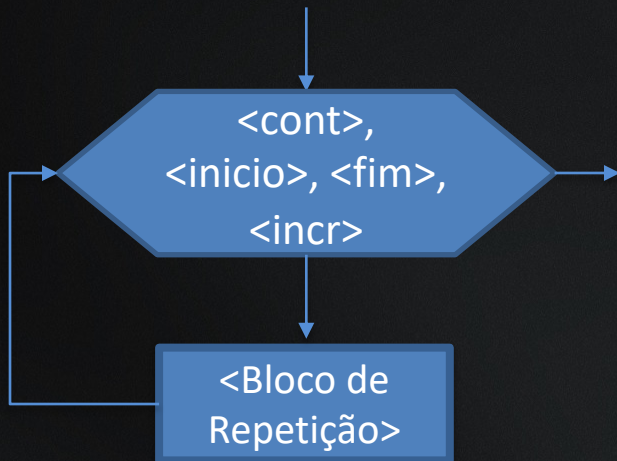 <cont>,
<inicio>, <fim>,
<incr>
<Bloco de
Repetição>